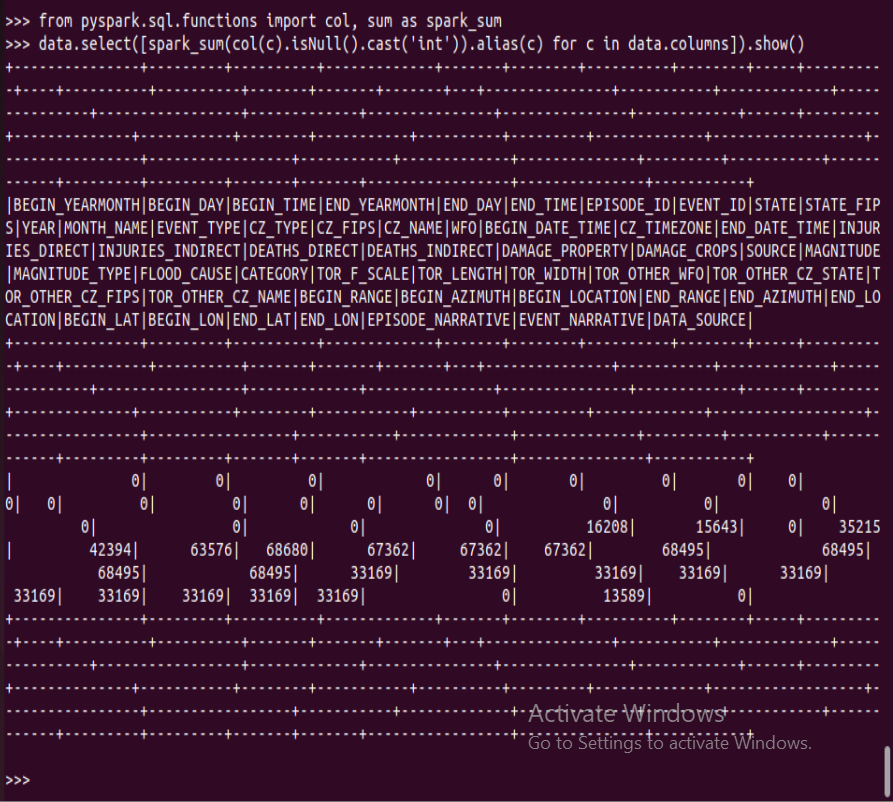 >>> from pyspark.sql.functions import col, sum as spark_sum
>>> data.select([spark_sum(col(c).isNull().cast('int')).alias(c) for c in data.columns]).show()
+---------------+---------+----------+-------------+-------+--------+----------+--------+-----+---------
-+----+----------+----------+-------+-------+-------+---+---------------+-----------+-------------+-----
----------+-----------------+-------------+---------------+---------------+------------+------+---------
+--------------+-----------+--------+-----------+----------+---------+-------------+------------------+-
----------------+-----------------+-----------+-------------+--------------+---------+-----------+------
------+---------+---------+-------+-------+-----------------+---------------+-----------+
|BEGIN_YEARMONTH|BEGIN_DAY|BEGIN_TIME|END_YEARMONTH|END_DAY|END_TIME|EPISODE_ID|EVENT_ID|STATE|STATE_FIP
S|YEAR|MONTH_NAME|EVENT_TYPE|CZ_TYPE|CZ_FIPS|CZ_NAME|WFO|BEGIN_DATE_TIME|CZ_TIMEZONE|END_DATE_TIME|INJUR
IES_DIRECT|INJURIES_INDIRECT|DEATHS_DIRECT|DEATHS_INDIRECT|DAMAGE_PROPERTY|DAMAGE_CROPS|SOURCE|MAGNITUDE
|MAGNITUDE_TYPE|FLOOD_CAUSE|CATEGORY|TOR_F_SCALE|TOR_LENGTH|TOR_WIDTH|TOR_OTHER_WFO|TOR_OTHER_CZ_STATE|T
OR_OTHER_CZ_FIPS|TOR_OTHER_CZ_NAME|BEGIN_RANGE|BEGIN_AZIMUTH|BEGIN_LOCATION|END_RANGE|END_AZIMUTH|END_LO
CATION|BEGIN_LAT|BEGIN_LON|END_LAT|END_LON|EPISODE_NARRATIVE|EVENT_NARRATIVE|DATA_SOURCE|
+---------------+---------+----------+-------------+-------+--------+----------+--------+-----+---------
-+----+----------+----------+-------+-------+-------+---+---------------+-----------+-------------+-----
----------+-----------------+-------------+---------------+---------------+------------+------+---------
+--------------+-----------+--------+-----------+----------+---------+-------------+------------------+-
----------------+-----------------+-----------+-------------+--------------+---------+-----------+------
------+---------+---------+-------+-------+-----------------+---------------+-----------+
|              0|        0|         0|            0|      0|       0|         0|       0|    0|
0|   0|         0|         0|      0|      0|      0|  0|              0|          0|            0|
         0|                0|            0|              0|          16208|       15643|     0|    35215
|         42394|      63576|   68680|      67362|     67362|    67362|        68495|             68495|
           68495|            68495|      33169|        33169|         33169|    33169|      33169|
 33169|    33169|    33169|  33169|  33169|                0|          13589|          0|
+---------------+---------+----------+-------------+-------+--------+----------+--------+-----+---------
-+----+----------+----------+-------+-------+-------+---+---------------+-----------+-------------+-----
----------+-----------------+-------------+---------------+---------------+------------+------+---------
+--------------+-----------+--------+-----------+----------+---------+-------------+------------------+-
----------------+-----------------+-----------+-------------+--------------+---------+-----------+------
------+---------+---------+-------+-------+-----------------+---------------+-----------+
Activate Windows
Go to Settings to activate Windows.
>>>